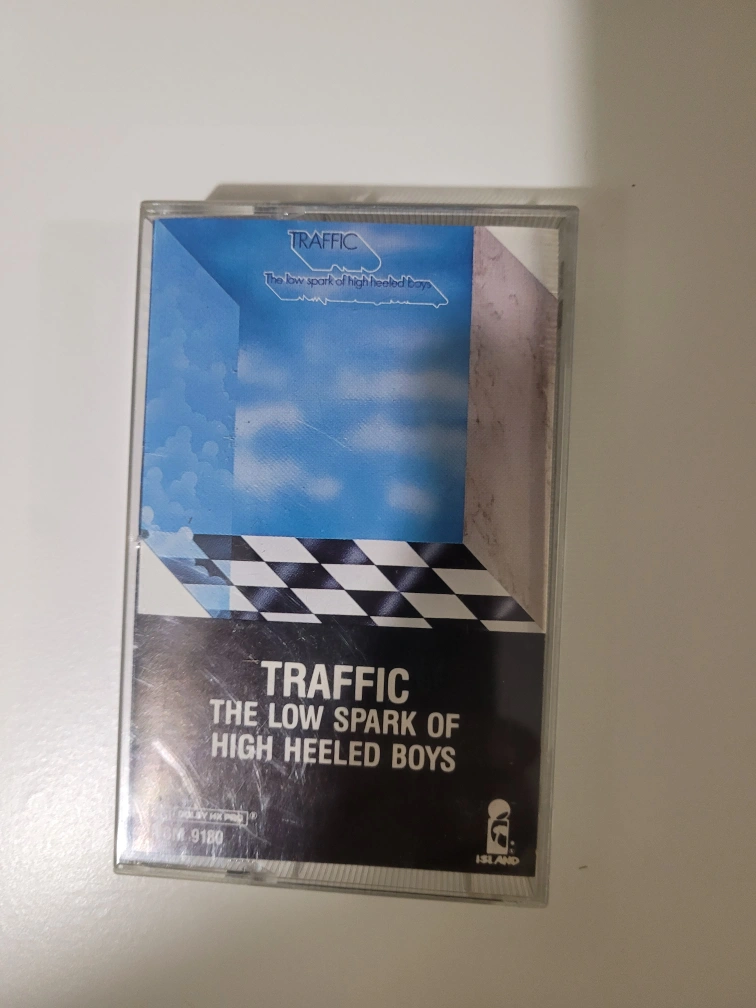 TRAFFIC
The low spark of high heeled boys
TRAFFIC
THE LOW SPARK OF
HIGH HEELED BOYS
DOLBY HX PRO ®
9180
ISLAND